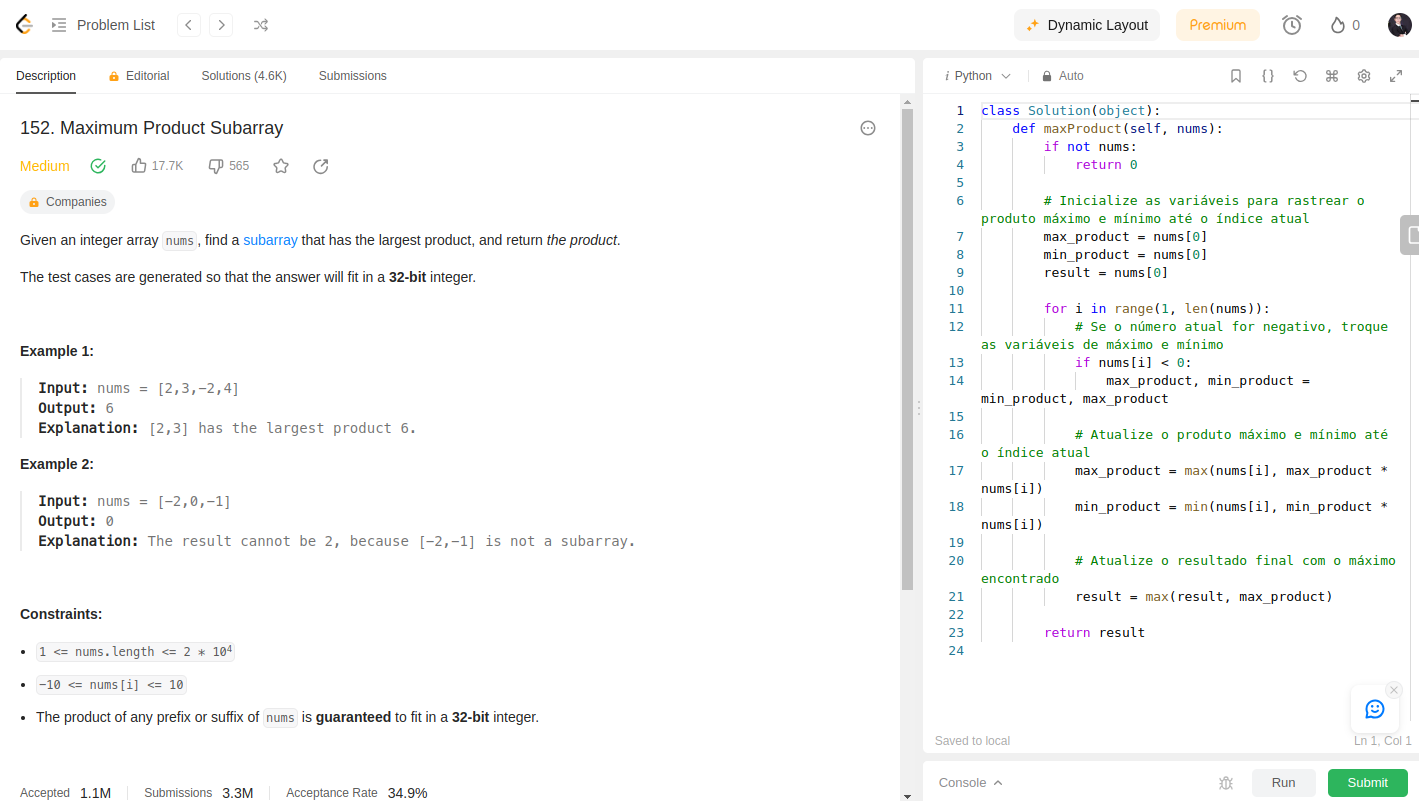 Problem List
Dynamic Layout
Premium
0
Description
Editorial
Solutions (4.6K)
Submissions
152. Maximum Product Subarray
Medium
17.7K
565
Companies
Given an integer array nums, find a subarray that has the largest product, and return the product.
The test cases are generated so that the answer will fit in a 32-bit integer.
Example 1:
Input: nums = [2,3,-2,4]
Output: 6
Explanation: [2,3] has the largest product 6.
Example 2:
Input: nums = [-2,0,-1]
Output: 0
Explanation: The result cannot be 2, because [-2,-1] is not a subarray.
Constraints:
• 1 <= nums.length <= 2 * 10⁴
• -10 <= nums[i] <= 10
• The product of any prefix or suffix of nums is guaranteed to fit in a 32-bit integer.
Accepted 1.1M
Submissions 3.3M
Acceptance Rate 34.9%
i Python
Auto
1 class Solution(object):
2 def maxProduct(self, nums):
3 if not nums:
4 return 0
5
6 # Inicialize as variáveis para rastrear o
produto máximo e mínimo até o índice atual
7 max_product = nums[0]
8 min_product = nums[0]
9 result = nums[0]
10
11 for i in range(1, len(nums)):
12 # Se o número atual for negativo, troque
as variáveis de máximo e mínimo
13 if nums[i] < 0:
14 max_product, min_product =
min_product, max_product
15
16 # Atualize o produto máximo e mínimo até
o índice atual
17 max_product = max(nums[i], max_product *
nums[i])
18 min_product = min(nums[i], min_product *
nums[i])
19
20 # Atualize o resultado final com o máximo
encontrado
21 result = max(result, max_product)
22
23 return result
24
Saved to local
Ln 1, Col 1
Console
Run
Submit